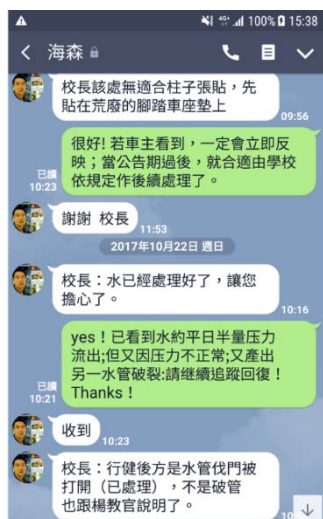 4G 100% 15:38
海森
校長該處無適合柱子張貼，先
貼在荒廢的腳踏車座墊上
09:56
很好! 若車主看到，一定會立即反
映；當公告期過後，就合適由學校
依規定作後續處理了。
已讀
10:23
謝謝 校長
11:53
2017年10月22日 週日
校長：水已經處理好了，讓您
擔心了。
10:16
yes！已看到水約平日半量压力
流出;但又因压力不正常;又產出
另一水管破裂:請继續追蹤回復！
Thanks！
已讀
10:21
收到
10:23
校長：行健後方是水管伐門被
打開（已處理），不是破管
也跟楊教官說明了。